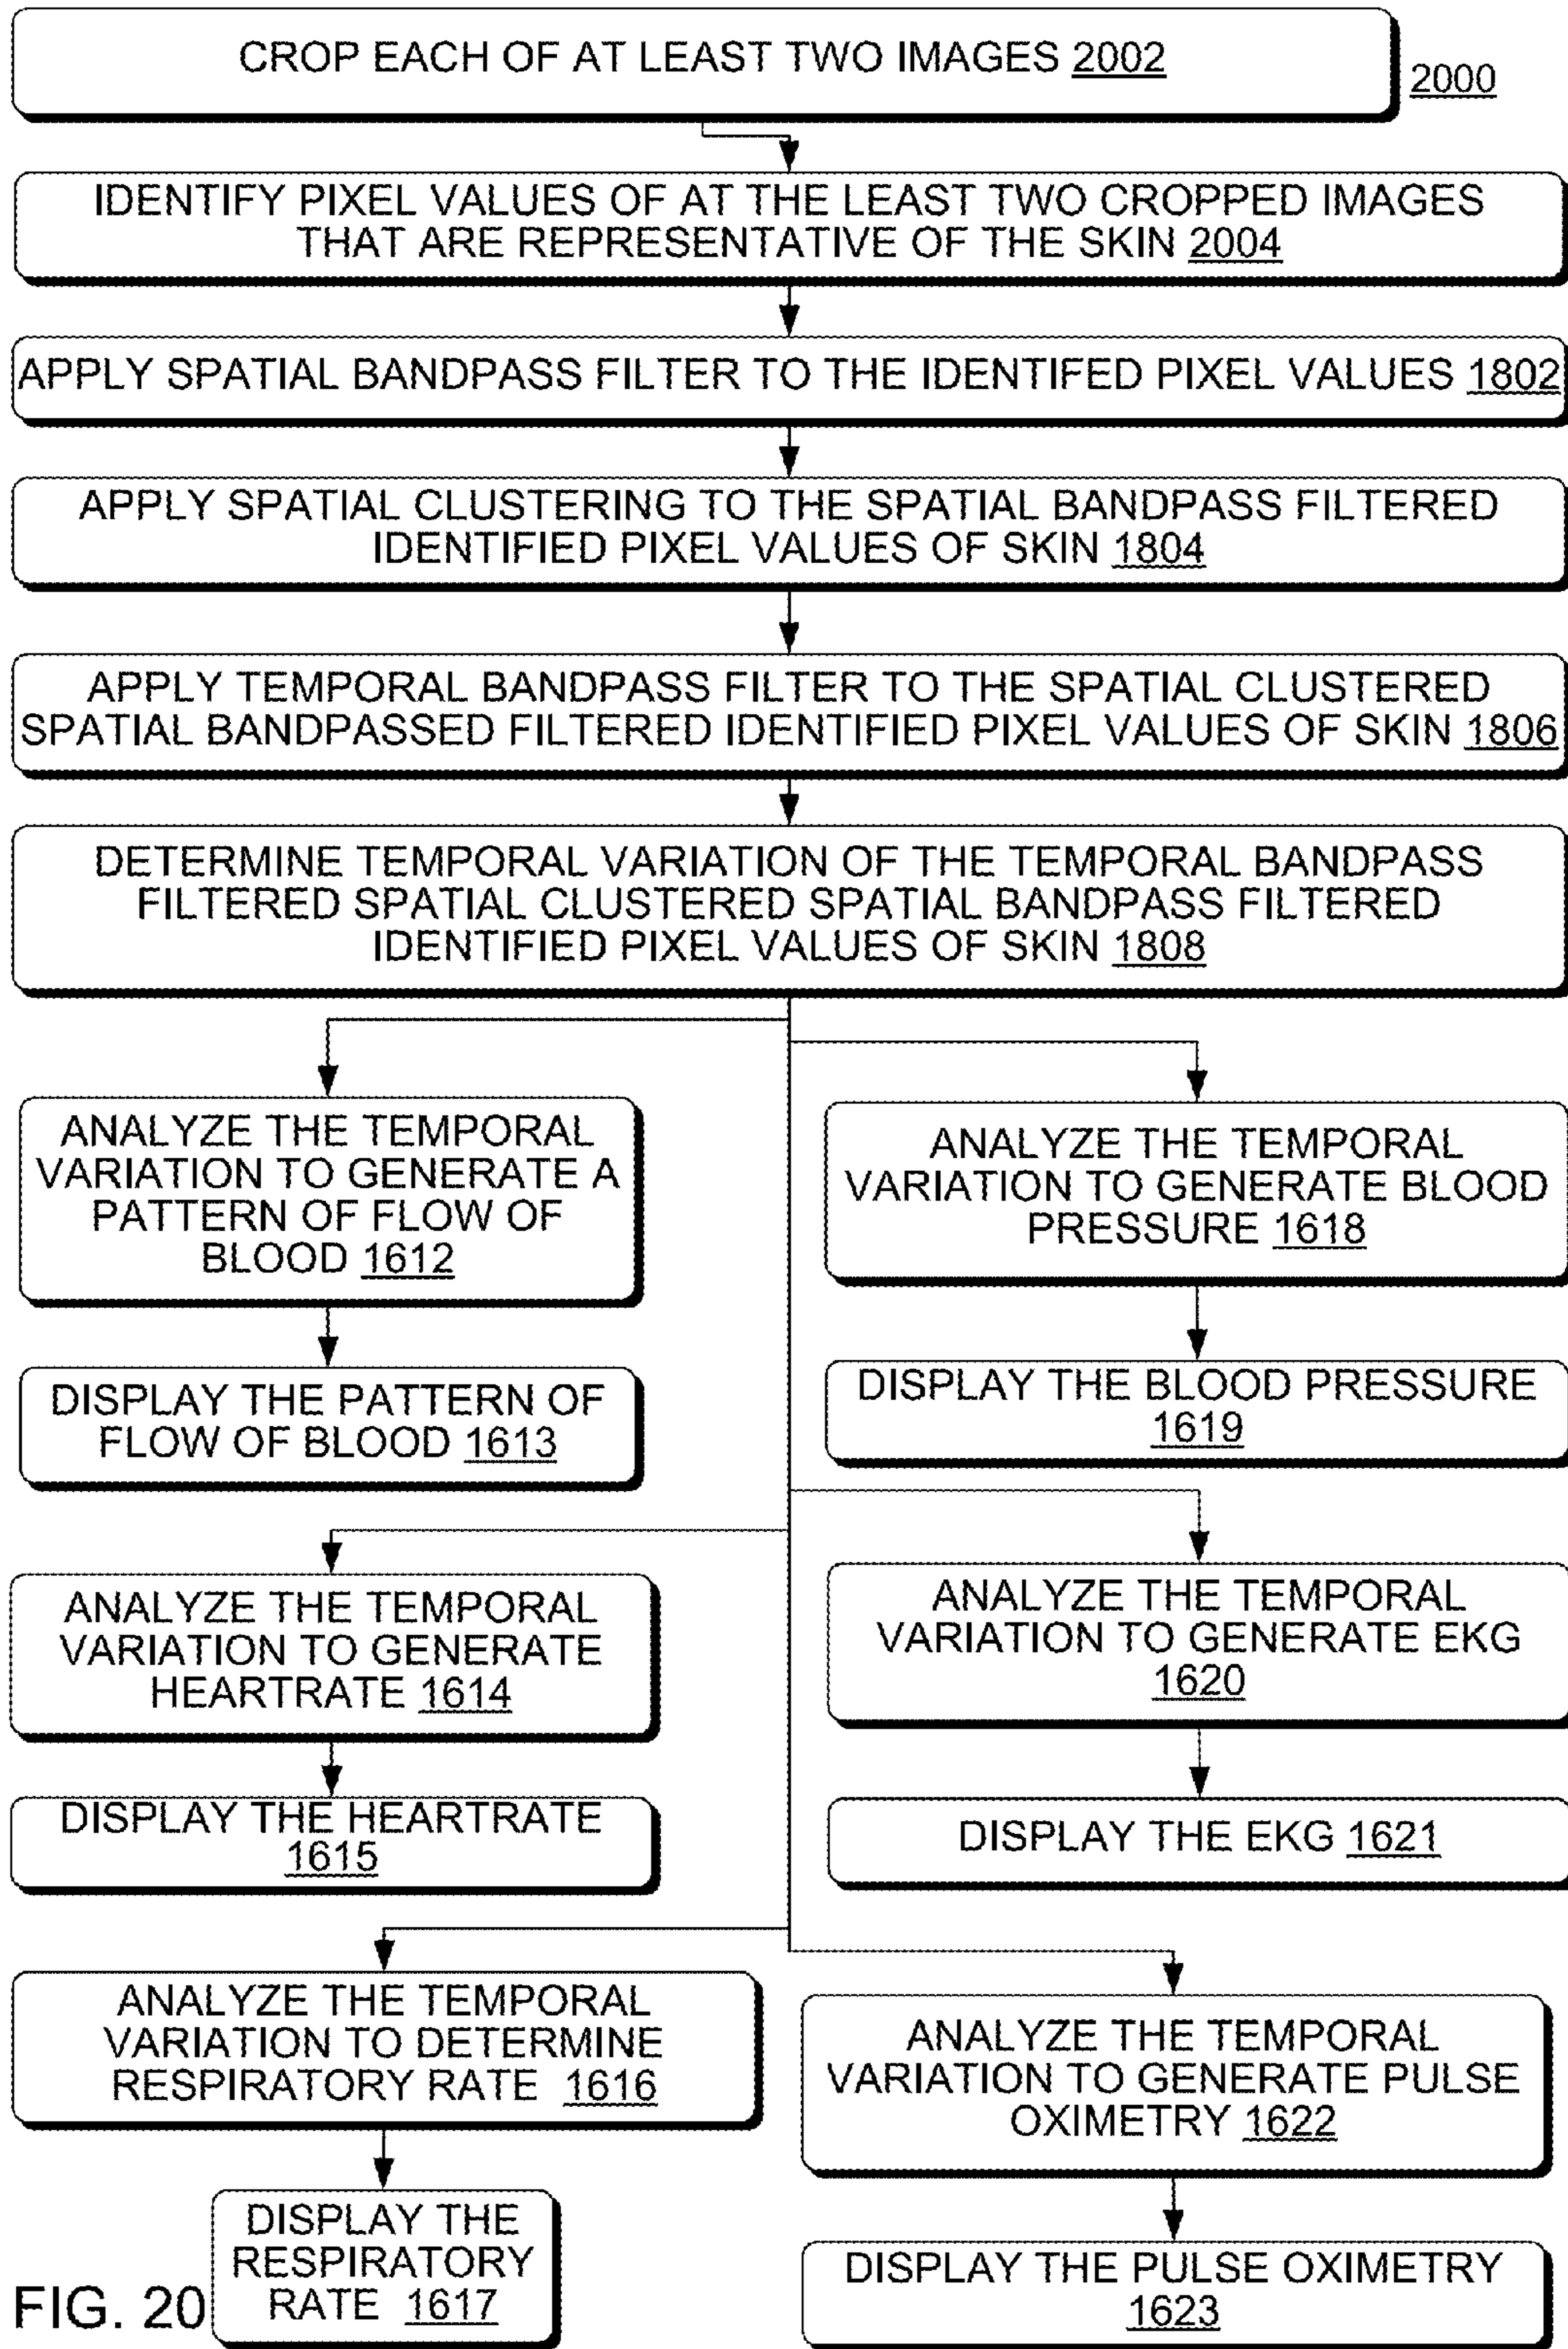 CROP EACH OF AT LEAST TWO IMAGES 2002
2000
IDENTIFY PIXEL VALUES OF AT THE LEAST TWO CROPPED IMAGES
THAT ARE REPRESENTATIVE OF THE SKIN 2004
APPLY SPATIAL BANDPASS FILTER TO THE IDENTIFED PIXEL VALUES 1802
APPLY SPATIAL CLUSTERING TO THE SPATIAL BANDPASS FILTERED
IDENTIFIED PIXEL VALUES OF SKIN 1804
APPLY TEMPORAL BANDPASS FILTER TO THE SPATIAL CLUSTERED
SPATIAL BANDPASSED FILTERED IDENTIFIED PIXEL VALUES OF SKIN 1806
DETERMINE TEMPORAL VARIATION OF THE TEMPORAL BANDPASS
FILTERED SPATIAL CLUSTERED SPATIAL BANDPASS FILTERED
IDENTIFIED PIXEL VALUES OF SKIN 1808
ANALYZE THE TEMPORAL
VARIATION TO GENERATE A
PATTERN OF FLOW OF
BLOOD 1612
DISPLAY THE PATTERN OF
FLOW OF BLOOD 1613
ANALYZE THE TEMPORAL
VARIATION TO GENERATE BLOOD
PRESSURE 1618
DISPLAY THE BLOOD PRESSURE
1619
ANALYZE THE TEMPORAL
VARIATION TO GENERATE
HEARTRATE 1614
DISPLAY THE HEARTRATE
1615
ANALYZE THE TEMPORAL
VARIATION TO GENERATE EKG
1620
DISPLAY THE EKG 1621
ANALYZE THE TEMPORAL
VARIATION TO DETERMINE
RESPIRATORY RATE 1616
DISPLAY THE
RESPIRATORY
RATE 1617
ANALYZE THE TEMPORAL
VARIATION TO GENERATE PULSE
OXIMETRY 1622
DISPLAY THE PULSE OXIMETRY
1623
FIG. 20